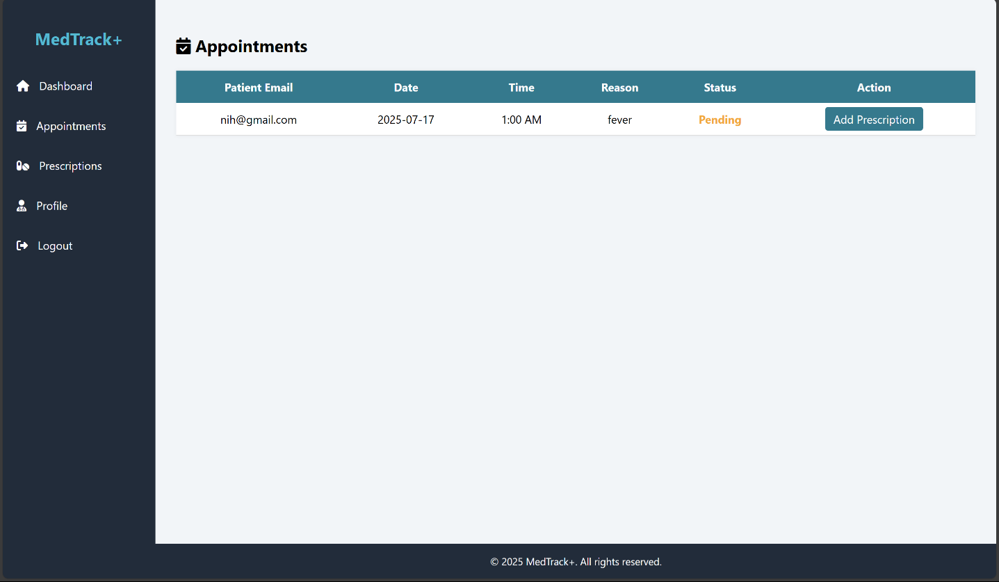 MedTrack+
Dashboard
Appointments
Prescriptions
Profile
Logout
Appointments
Patient Email Date Time Reason Status Action
nih@gmail.com 2025-07-17 1:00 AM fever Pending Add Prescription
© 2025 MedTrack+. All rights reserved.